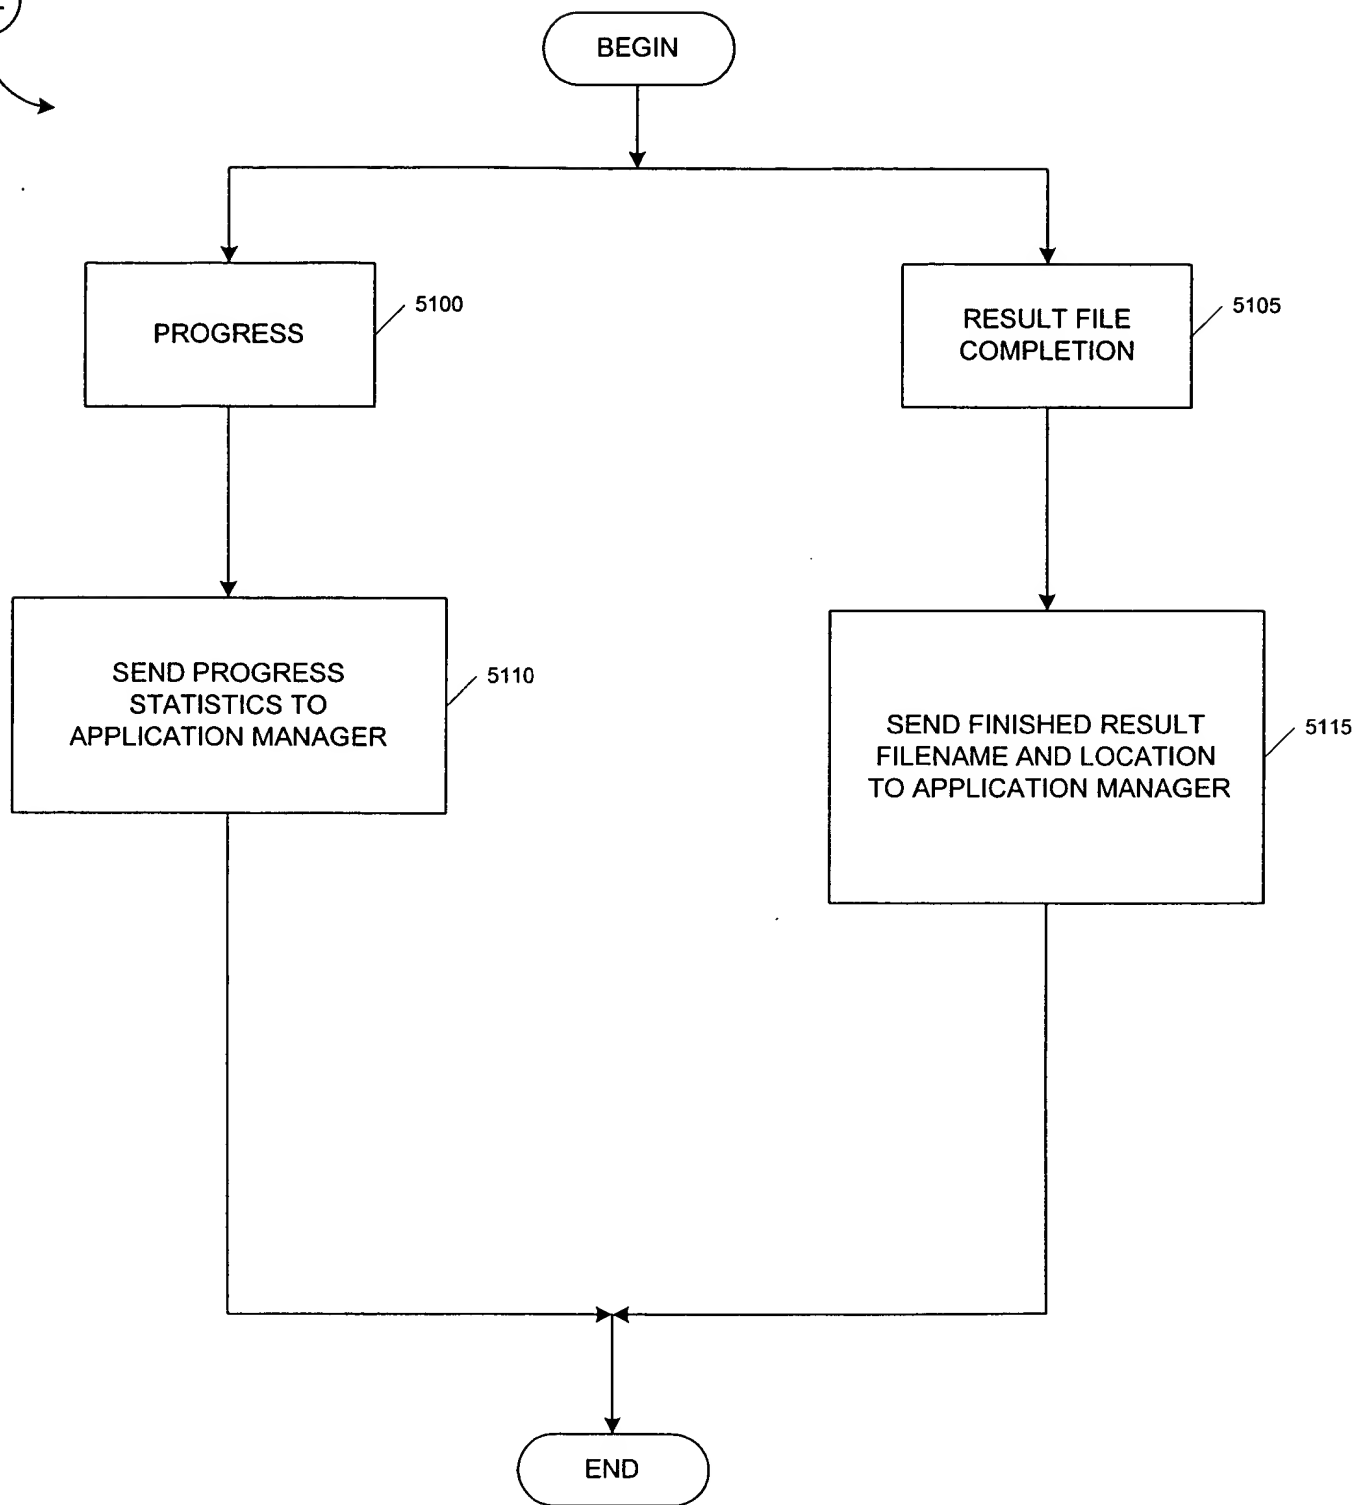 BEGIN
PROGRESS
5100
RESULT FILE
COMPLETION
5105
SEND PROGRESS
STATISTICS TO
APPLICATION MANAGER
5110
SEND FINISHED RESULT
FILENAME AND LOCATION
TO APPLICATION MANAGER
5115
END